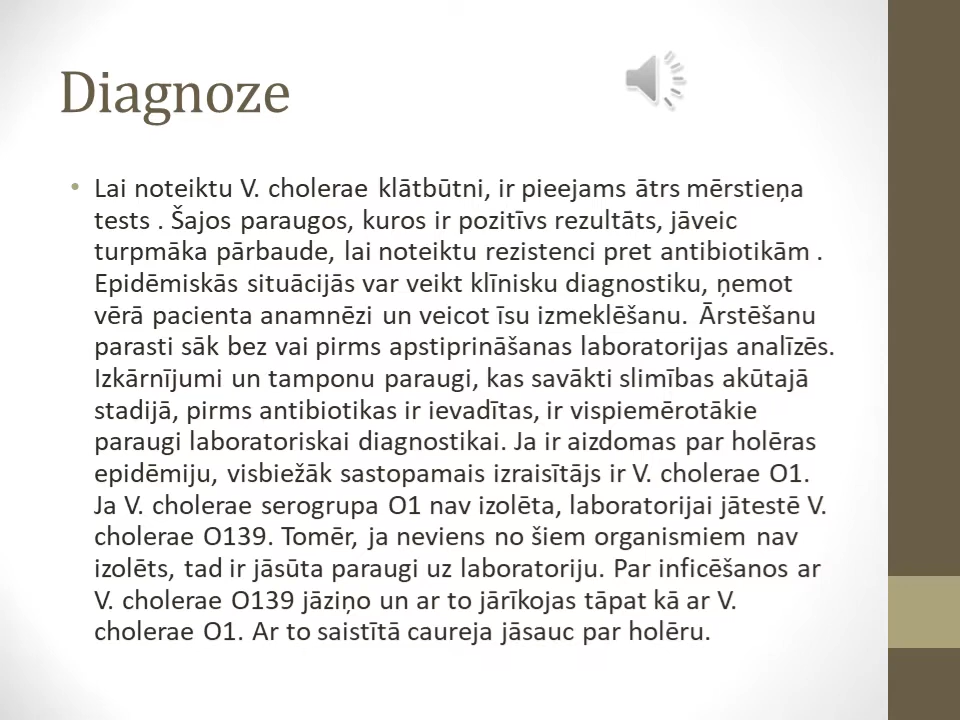 Diagnoze
• Lai noteiktu V. cholerae klātbūtni, ir pieejams ātrs mērstieņa
tests . Šajos paraugos, kuros ir pozitīvs rezultāts, jāveic
turpmāka pārbaude, lai noteiktu rezistenci pret antibiotikām .
Epidēmiskās situācijās var veikt klīnisku diagnostiku, ņemot
vērā pacienta anamnēzi un veicot īsu izmeklēšanu. Ārstēšanu
parasti sāk bez vai pirms apstiprināšanas laboratorijas analīzēs.
Izkārnījumi un tamponu paraugi, kas savākti slimības akūtajā
stadijā, pirms antibiotikas ir ievadītas, ir vispiemērotākie
paraugi laboratoriskai diagnostikai. Ja ir aizdomas par holēras
epidēmiju, visbiežāk sastopamais izraisītājs ir V. cholerae O1.
Ja V. cholerae serogrupa O1 nav izolēta, laboratorijai jātestē V.
cholerae O139. Tomēr, ja neviens no šiem organismiem nav
izolēts, tad ir jāsūta paraugi uz laboratoriju. Par inficēšanos ar
V. cholerae O139 jāziņo un ar to jārīkojas tāpat kā ar V.
cholerae O1. Ar to saistītā caureja jāsauc par holēru.